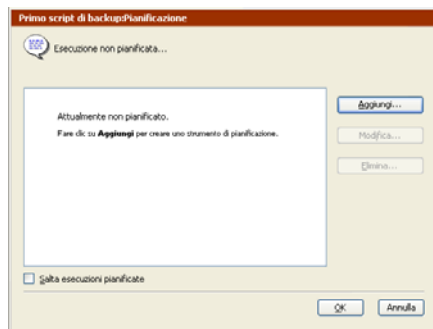 Primo script di backup:Pianificazione
Esecuzione non pianificata...
Attualmente non pianificato.
Fare clic su Aggiungi per creare uno strumento di pianificazione.
Aggiungi...
Modifica...
Elimina...
Salta esecuzioni pianificate
OK
Annulla